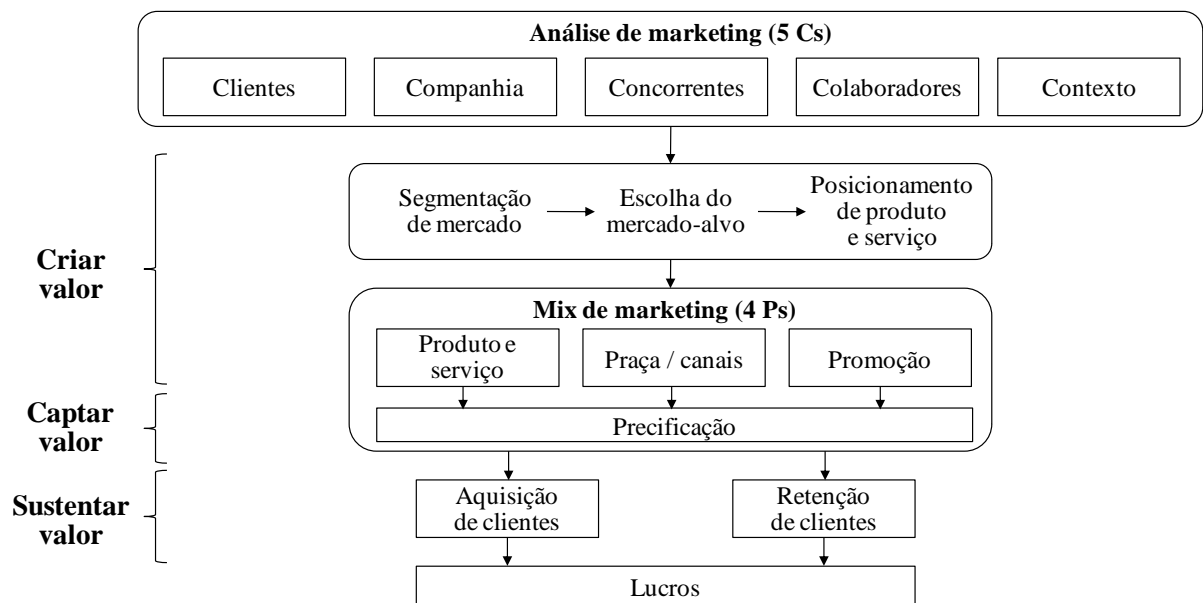 Análise de marketing (5 Cs)
Clientes
Companhia
Concorrentes
Colaboradores
Contexto
Criar
valor
Segmentação
de mercado
Escolha do
mercado-alvo
Posicionamento
de produto
e serviço
Mix de marketing (4 Ps)
Produto e
serviço
Praça / canais
Promoção
Captar
valor
Precificação
Sustentar
valor
Aquisição
de clientes
Retenção
de clientes
Lucros